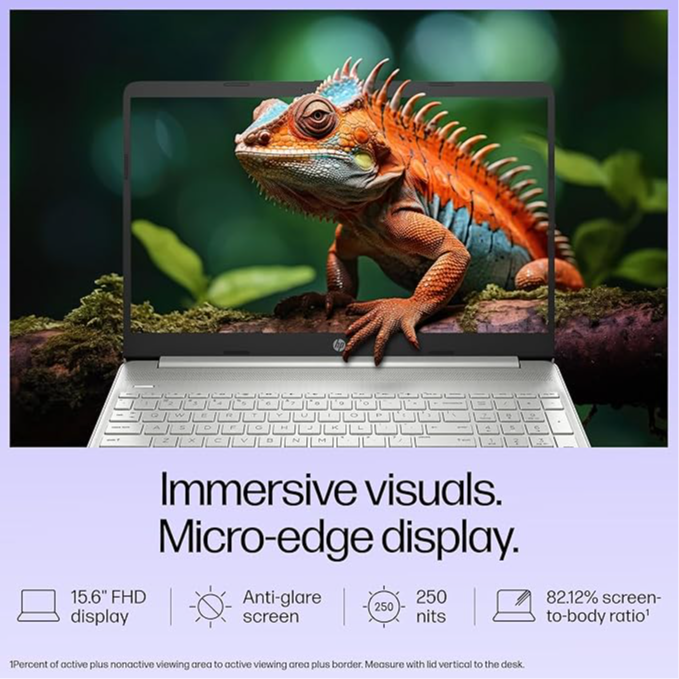 hp
Immersive visuals.
Micro-edge display.
15.6" FHD
display
Anti-glare
screen
250
250
nits
82.12% screen-
to-body ratio¹
¹Percent of active plus nonactive viewing area to active viewing area plus border. Measure with lid vertical to the desk.